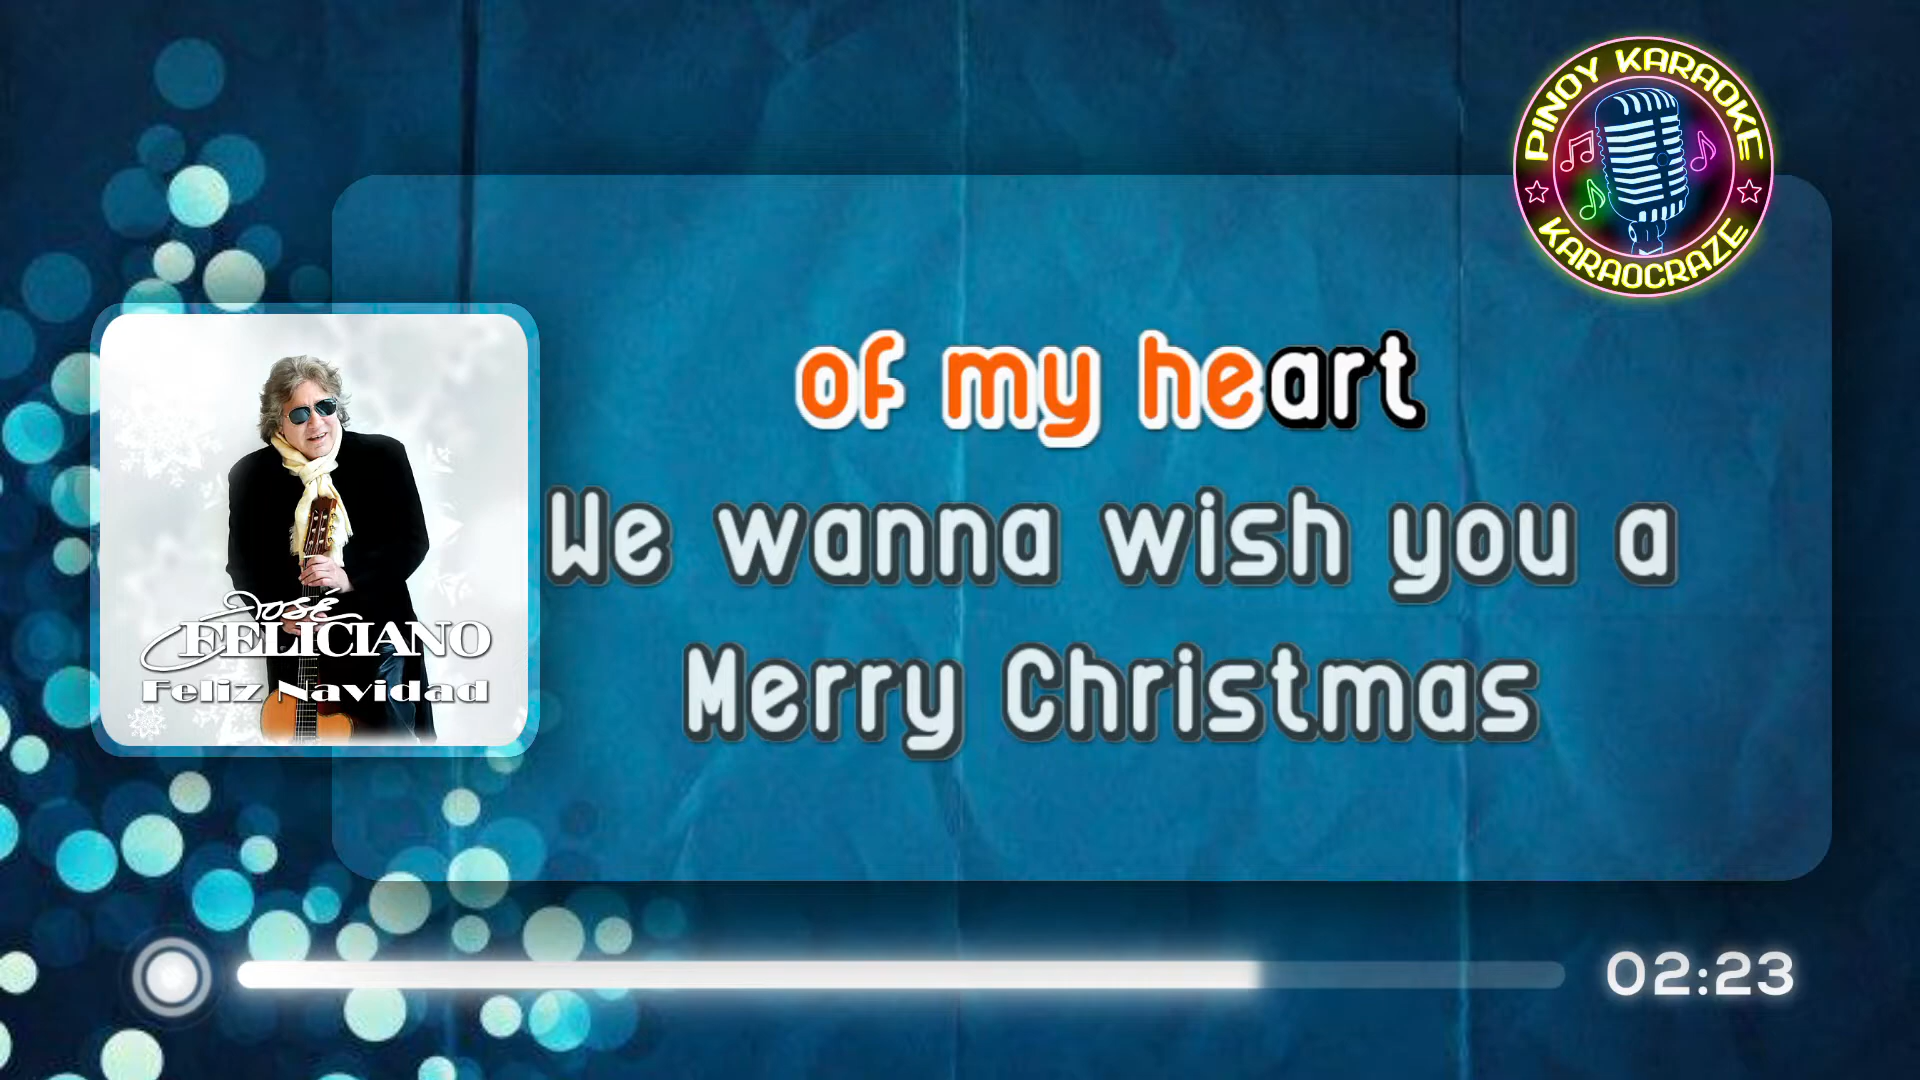 PINOY KARAOKE
KARAOCRAZE
of my heart
We wanna wish you a
Merry Christmas
JOSÉ
FELICIANO
Feliz Navidad
02:23